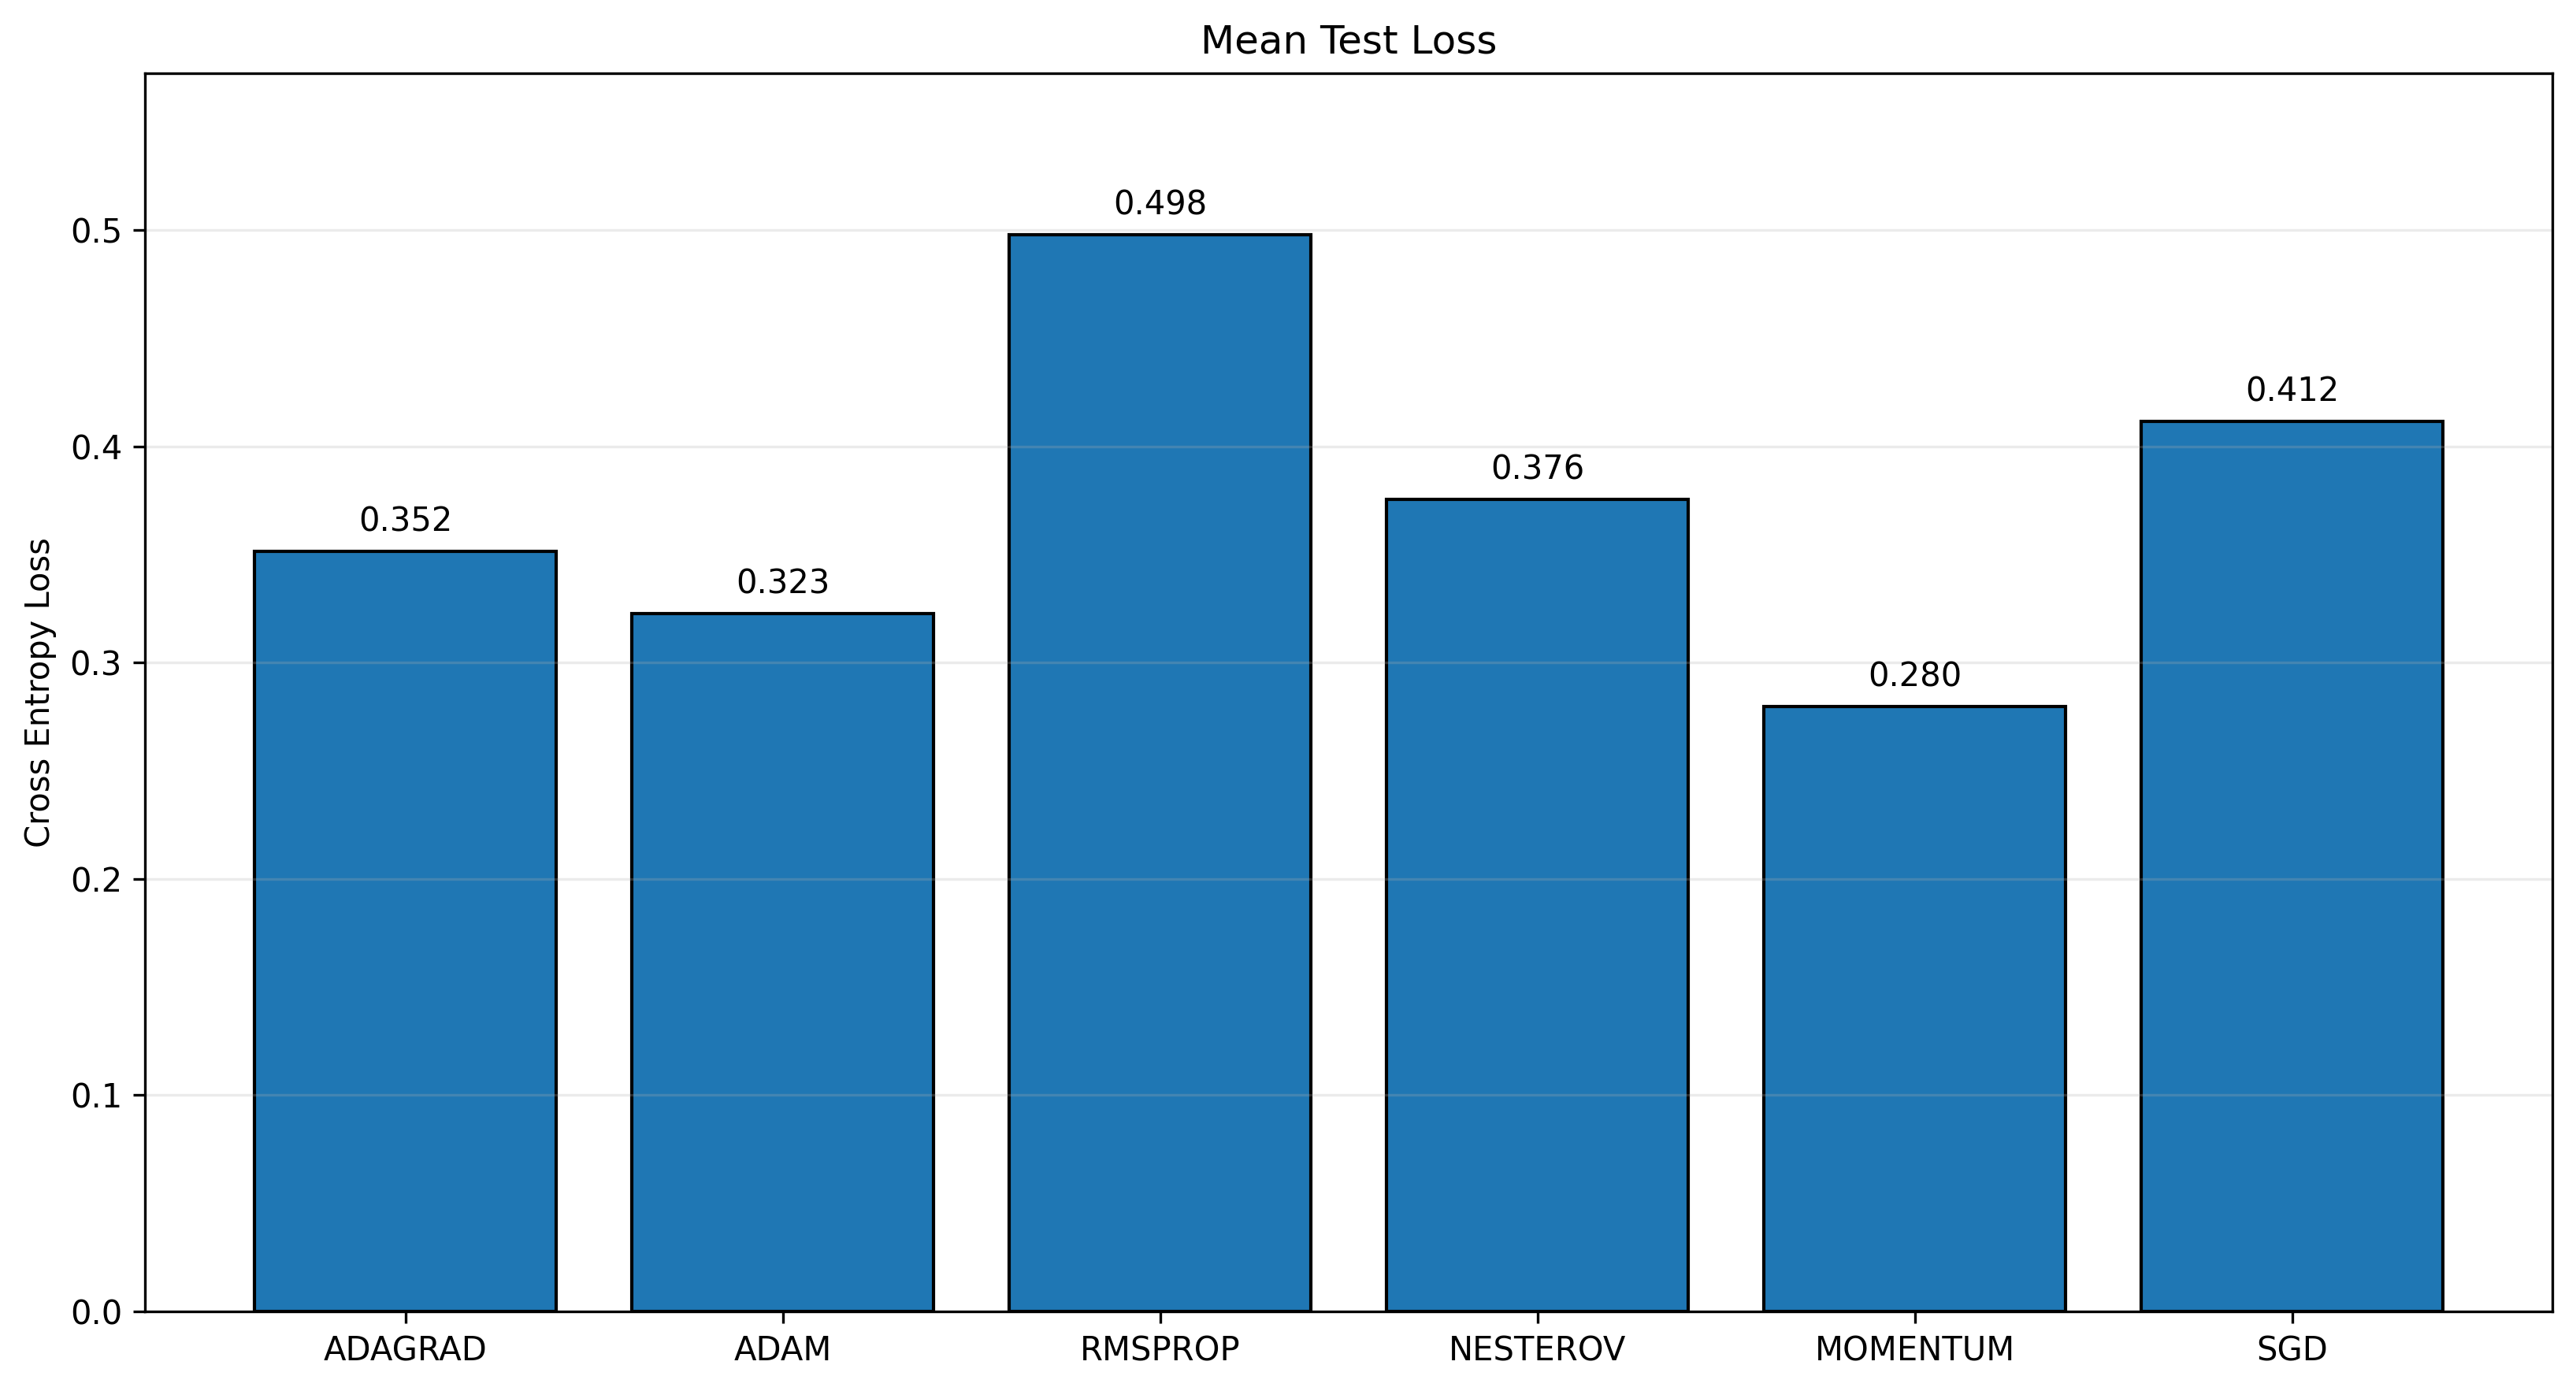 Mean Test Loss
Cross Entropy Loss
0.5
0.4
0.3
0.2
0.1
0.0
0.352
0.323
0.498
0.376
0.280
0.412
ADAGRAD
ADAM
RMSPROP
NESTEROV
MOMENTUM
SGD